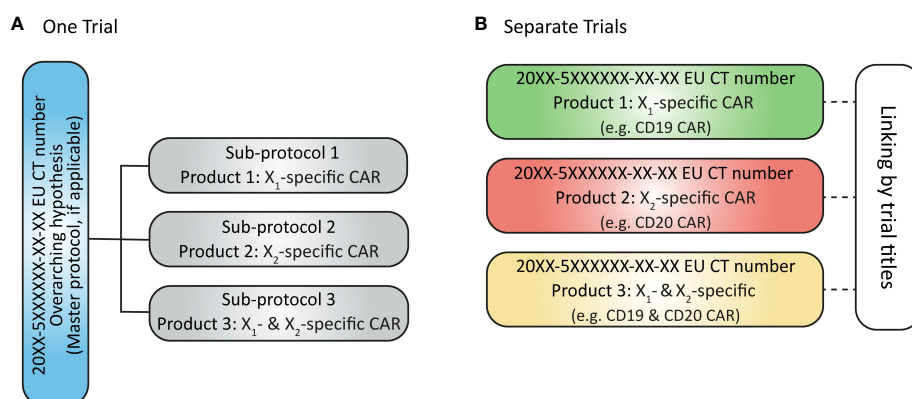 A One Trial
20XX-5XXXXXX-XX-XX EU CT number
Overarching hypothesis
(Master protocol, if applicable)
Sub-protocol 1
Product 1: X₁-specific CAR
Sub-protocol 2
Product 2: X₂-specific CAR
Sub-protocol 3
Product 3: X₁- & X₂-specific CAR
B Separate Trials
20XX-5XXXXXX-XX-XX EU CT number
Product 1: X₁-specific CAR
(e.g. CD19 CAR)
20XX-5XXXXXX-XX-XX EU CT number
Product 2: X₂-specific CAR
(e.g. CD20 CAR)
20XX-5XXXXXX-XX-XX EU CT number
Product 3: X₁- & X₂-specific
(e.g. CD19 & CD20 CAR)
Linking by trial titles